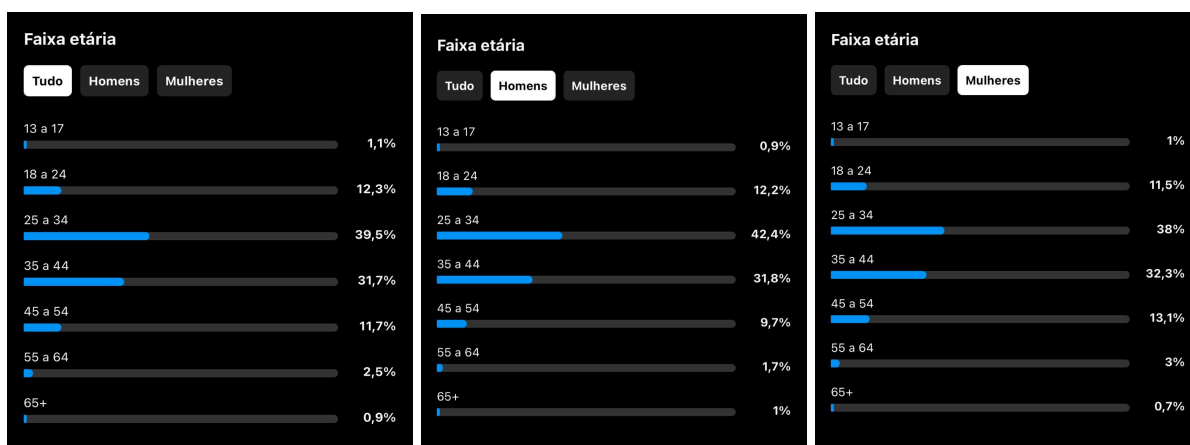 Faixa etária
Tudo Homens Mulheres
13 a 17
1,1%
18 a 24
12,3%
25 a 34
39,5%
35 a 44
31,7%
45 a 54
11,7%
55 a 64
2,5%
65+
0,9%
Faixa etária
Tudo Homens Mulheres
13 a 17
0,9%
18 a 24
12,2%
25 a 34
42,4%
35 a 44
31,8%
45 a 54
9,7%
55 a 64
1,7%
65+
1%
Faixa etária
Tudo Homens Mulheres
13 a 17
1%
18 a 24
11,5%
25 a 34
38%
35 a 44
32,3%
45 a 54
13,1%
55 a 64
3%
65+
0,7%